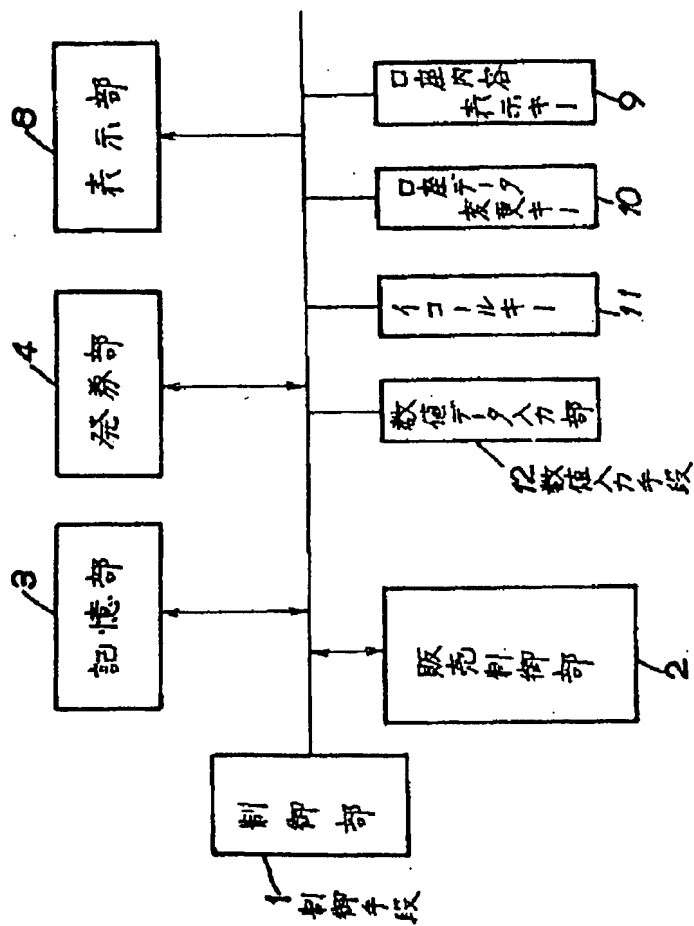 1 制御手段
制御部
2
販売制御部
記憶部
3
12 数値入力手段
数値データ入力部
発券部
4
11
イコールキー
10
口座データ
変更キー
表示部
8
9
口座内容
表示キー